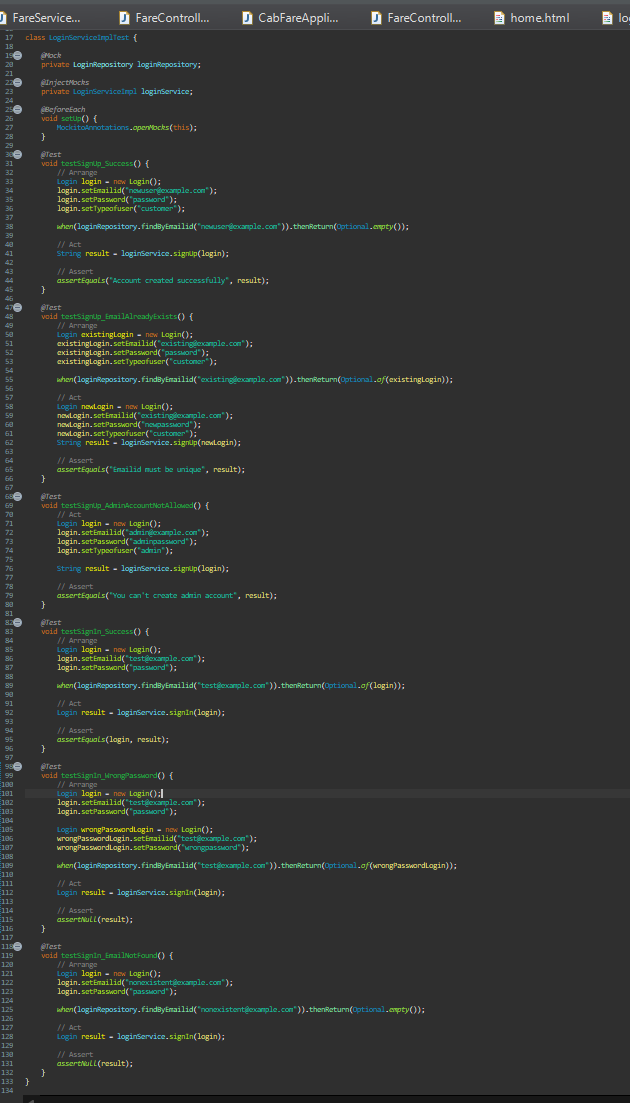 FareService... FareControll... CabFareAppli... FareControll... home.html
17 class LoginServiceImplTest {
18
19 @Mock
20 private LoginRepository loginRepository;
21
22 @InjectMocks
23 private LoginServiceImpl loginService;
24
25 @BeforeEach
26 void setUp() {
27 MockitoAnnotations.openMocks(this);
28 }
29
30 @Test
31 void testSignUp_Success() {
32 // Arrange
33 Login login = new Login();
34 login.setEmailid("newuser@example.com");
35 login.setPassword("password");
36 login.setTypeofuser("customer");
37
38 when(loginRepository.findByEmailid("newuser@example.com")).thenReturn(Optional.empty());
39
40 // Act
41 String result = loginService.signUp(login);
42
43 // Assert
44 assertEquals("Account created successfully", result);
45 }
46
47 @Test
48 void testSignUp_EmailAlreadyExists() {
49 // Arrange
50 Login existingLogin = new Login();
51 existingLogin.setEmailid("existing@example.com");
52 existingLogin.setPassword("password");
53 existingLogin.setTypeofuser("customer");
54
55 when(loginRepository.findByEmailid("existing@example.com")).thenReturn(Optional.of(existingLogin));
56
57 // Act
58 Login newLogin = new Login();
59 newLogin.setEmailid("existing@example.com");
60 newLogin.setPassword("newpassword");
61 newLogin.setTypeofuser("customer");
62 String result = loginService.signUp(newLogin);
63
64 // Assert
65 assertEquals("Emailid must be unique", result);
66 }
67
68 @Test
69 void testSignUp_AdminAccountNotAllowed() {
70 // Act
71 Login login = new Login();
72 login.setEmailid("admin@example.com");
73 login.setPassword("adminpassword");
74 login.setTypeofuser("admin");
75
76 String result = loginService.signUp(login);
77
78 // Assert
79 assertEquals("You can't create admin account", result);
80 }
81
82 @Test
83 void testSignIn_Success() {
84 // Arrange
85 Login login = new Login();
86 login.setEmailid("test@example.com");
87 login.setPassword("password");
88
89 when(loginRepository.findByEmailid("test@example.com")).thenReturn(Optional.of(login));
90
91 // Act
92 Login result = loginService.signIn(login);
93
94 // Assert
95 assertEquals(login, result);
96 }
97
98 @Test
99 void testSignIn_WrongPassword() {
100 // Arrange
101 Login login = new Login();
102 login.setEmailid("test@example.com");
103 login.setPassword("password");
104
105 Login wrongPasswordLogin = new Login();
106 wrongPasswordLogin.setEmailid("test@example.com");
107 wrongPasswordLogin.setPassword("wrongpassword");
108
109 when(loginRepository.findByEmailid("test@example.com")).thenReturn(Optional.of(wrongPasswordLogin));
110
111 // Act
112 Login result = loginService.signIn(login);
113
114 // Assert
115 assertNull(result);
116 }
117
118 @Test
119 void testSignIn_EmailNotFound() {
120 // Arrange
121 Login login = new Login();
122 login.setEmailid("nonexistent@example.com");
123 login.setPassword("password");
124
125 when(loginRepository.findByEmailid("nonexistent@example.com")).thenReturn(Optional.empty());
126
127 // Act
128 Login result = loginService.signIn(login);
129
130 // Assert
131 assertNull(result);
132 }
133 }
134